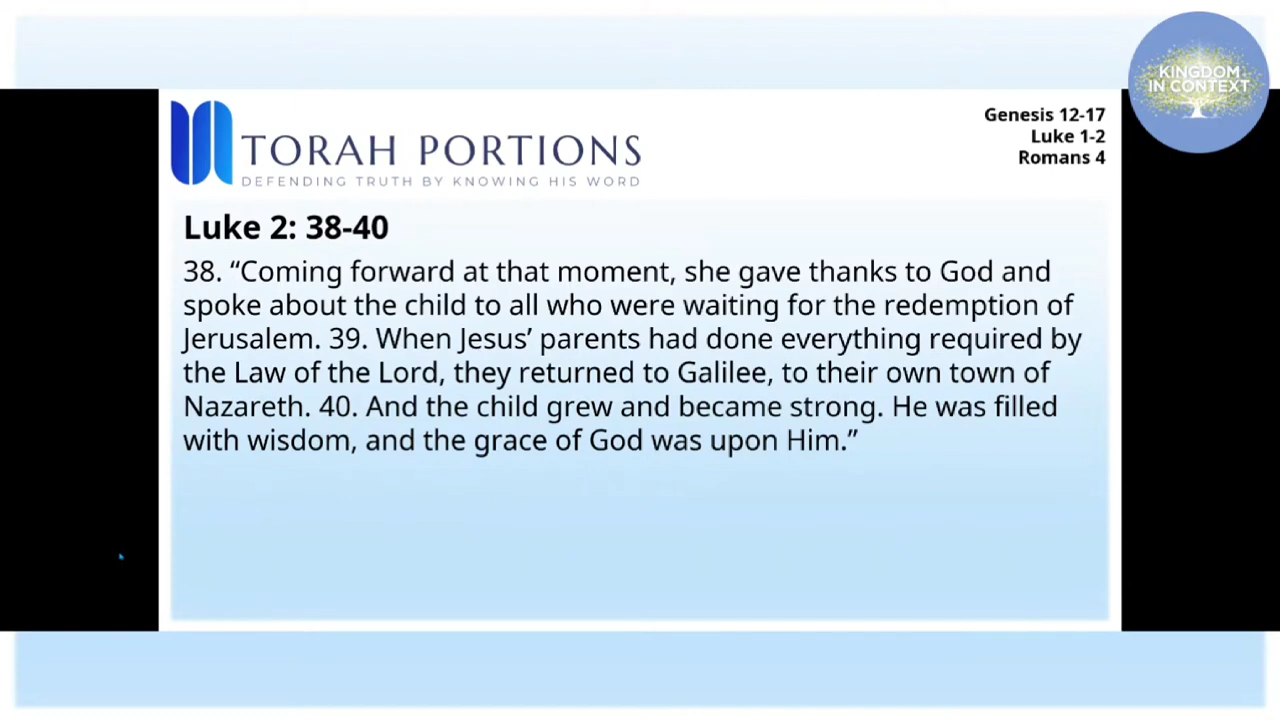 KINGDOM
IN CONTEXT
TORAH PORTIONS
DEFENDING TRUTH BY KNOWING HIS WORD
Genesis 12-17
Luke 1-2
Romans 4
Luke 2: 38-40
38. “Coming forward at that moment, she gave thanks to God and
spoke about the child to all who were waiting for the redemption of
Jerusalem. 39. When Jesus’ parents had done everything required by
the Law of the Lord, they returned to Galilee, to their own town of
Nazareth. 40. And the child grew and became strong. He was filled
with wisdom, and the grace of God was upon Him.”